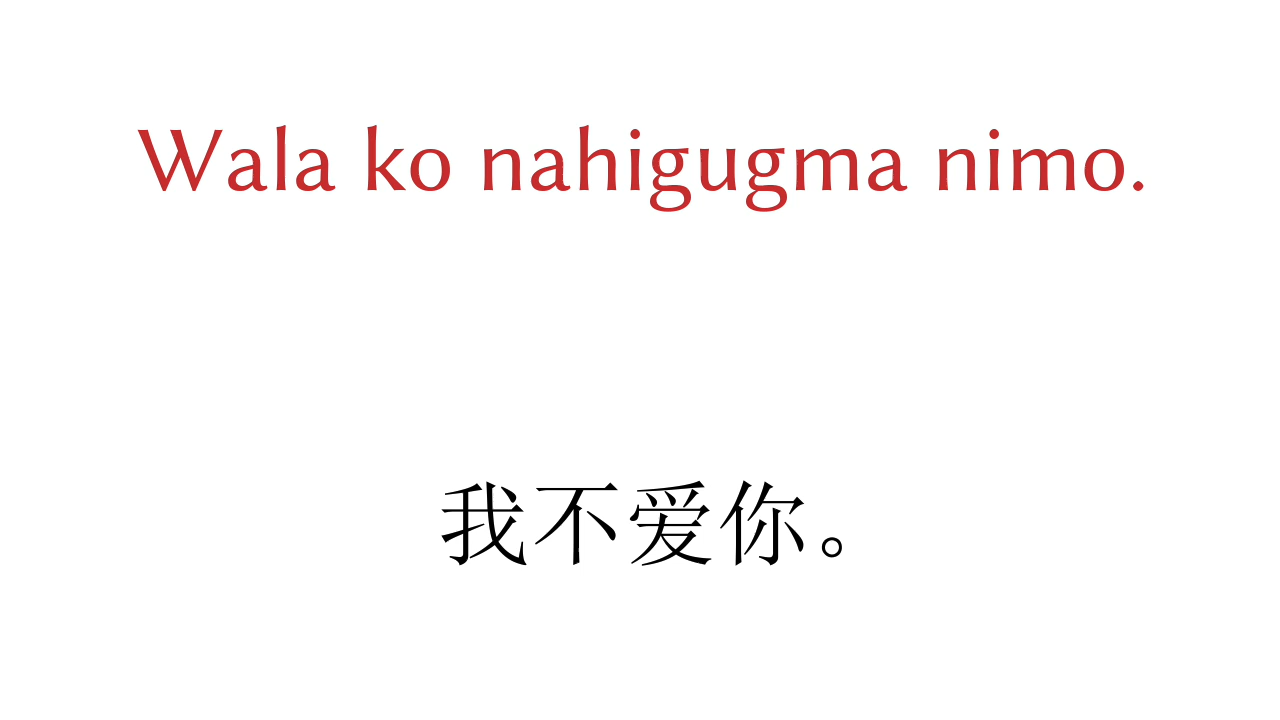 Wala ko nahigugma nimo.
我不爱你。